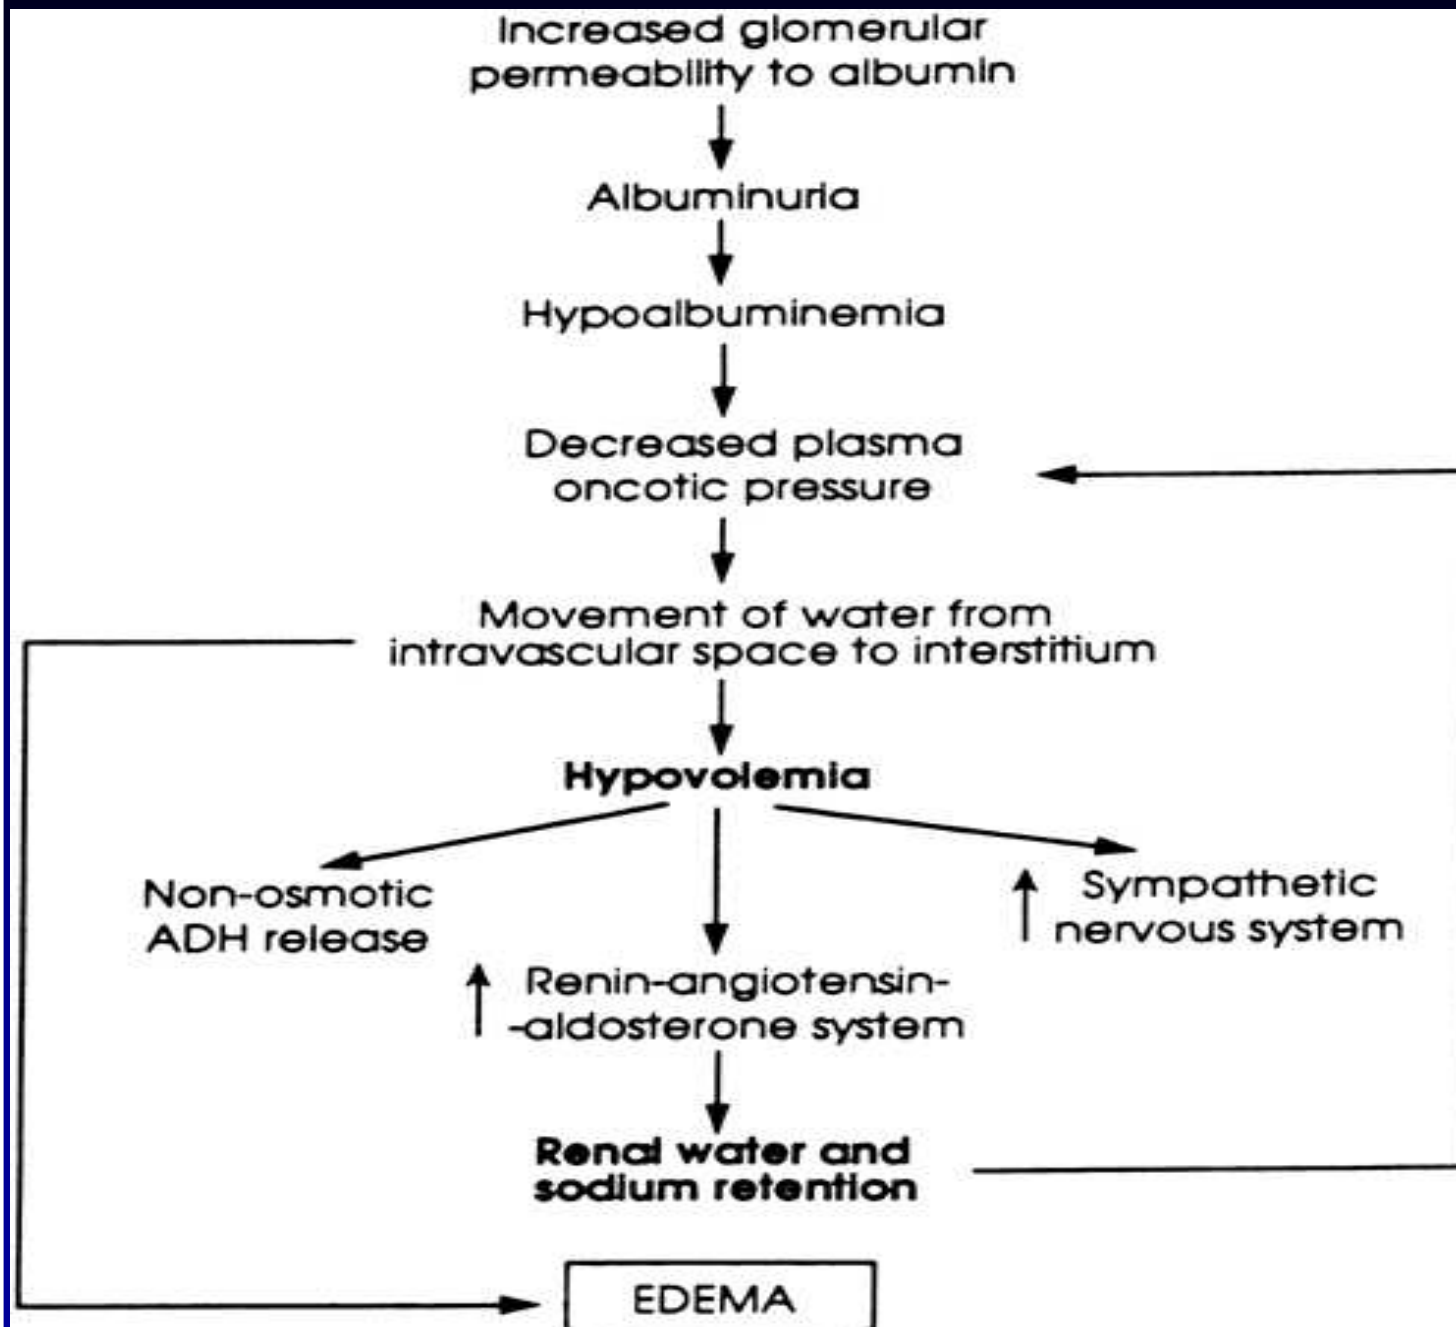 Increased glomerular
permeability to albumin
Albuminuria
Hypoalbuminemia
Decreased plasma
oncotic pressure
Movement of water from
intravascular space to interstitium
Hypovolemia
Non-osmotic
ADH release
Sympathetic
nervous system
Renin-angiotensin-
-aldosterone system
Renal water and
sodium retention
EDEMA